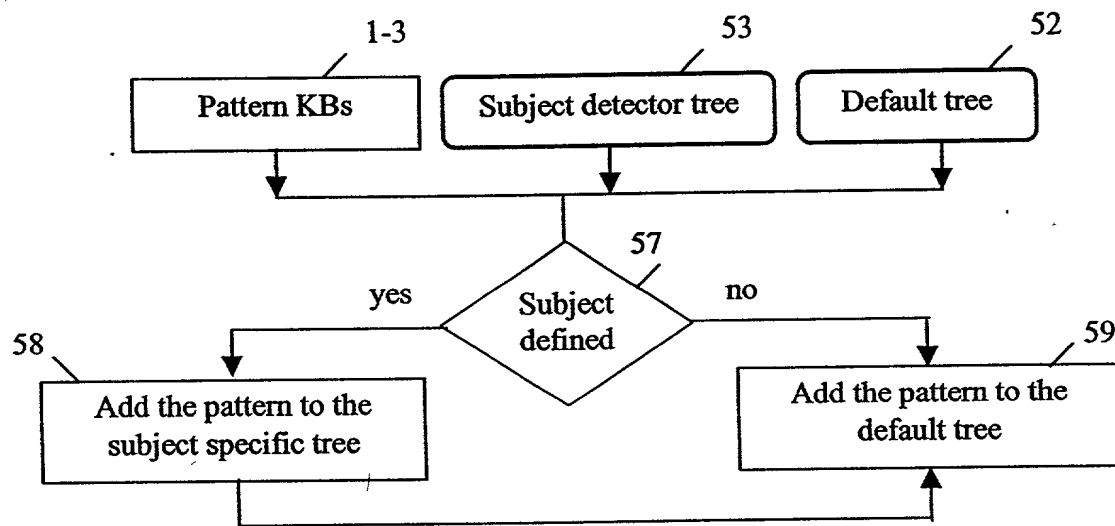 1-3
53
52
Pattern KBs
Subject detector tree
Default tree
57
yes
Subject
defined
no
58
59
Add the pattern to the
subject specific tree
Add the pattern to the
default tree